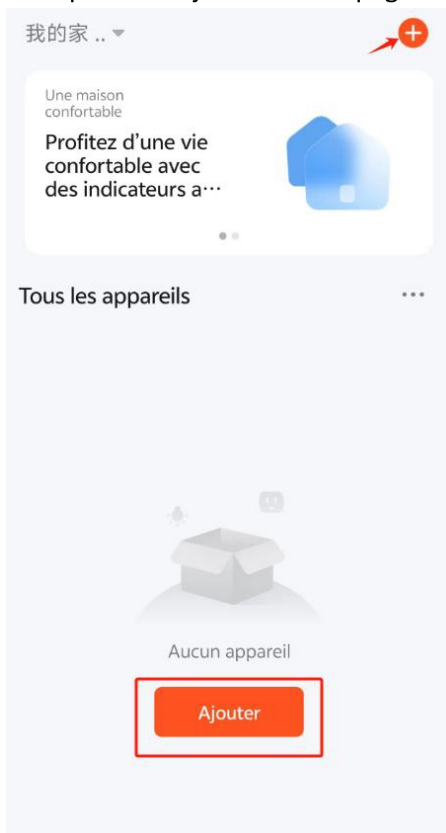 我的家 ..
Une maison
confortable
Profitez d'une vie
confortable avec
des indicateurs a…
Tous les appareils
Aucun appareil
Ajouter